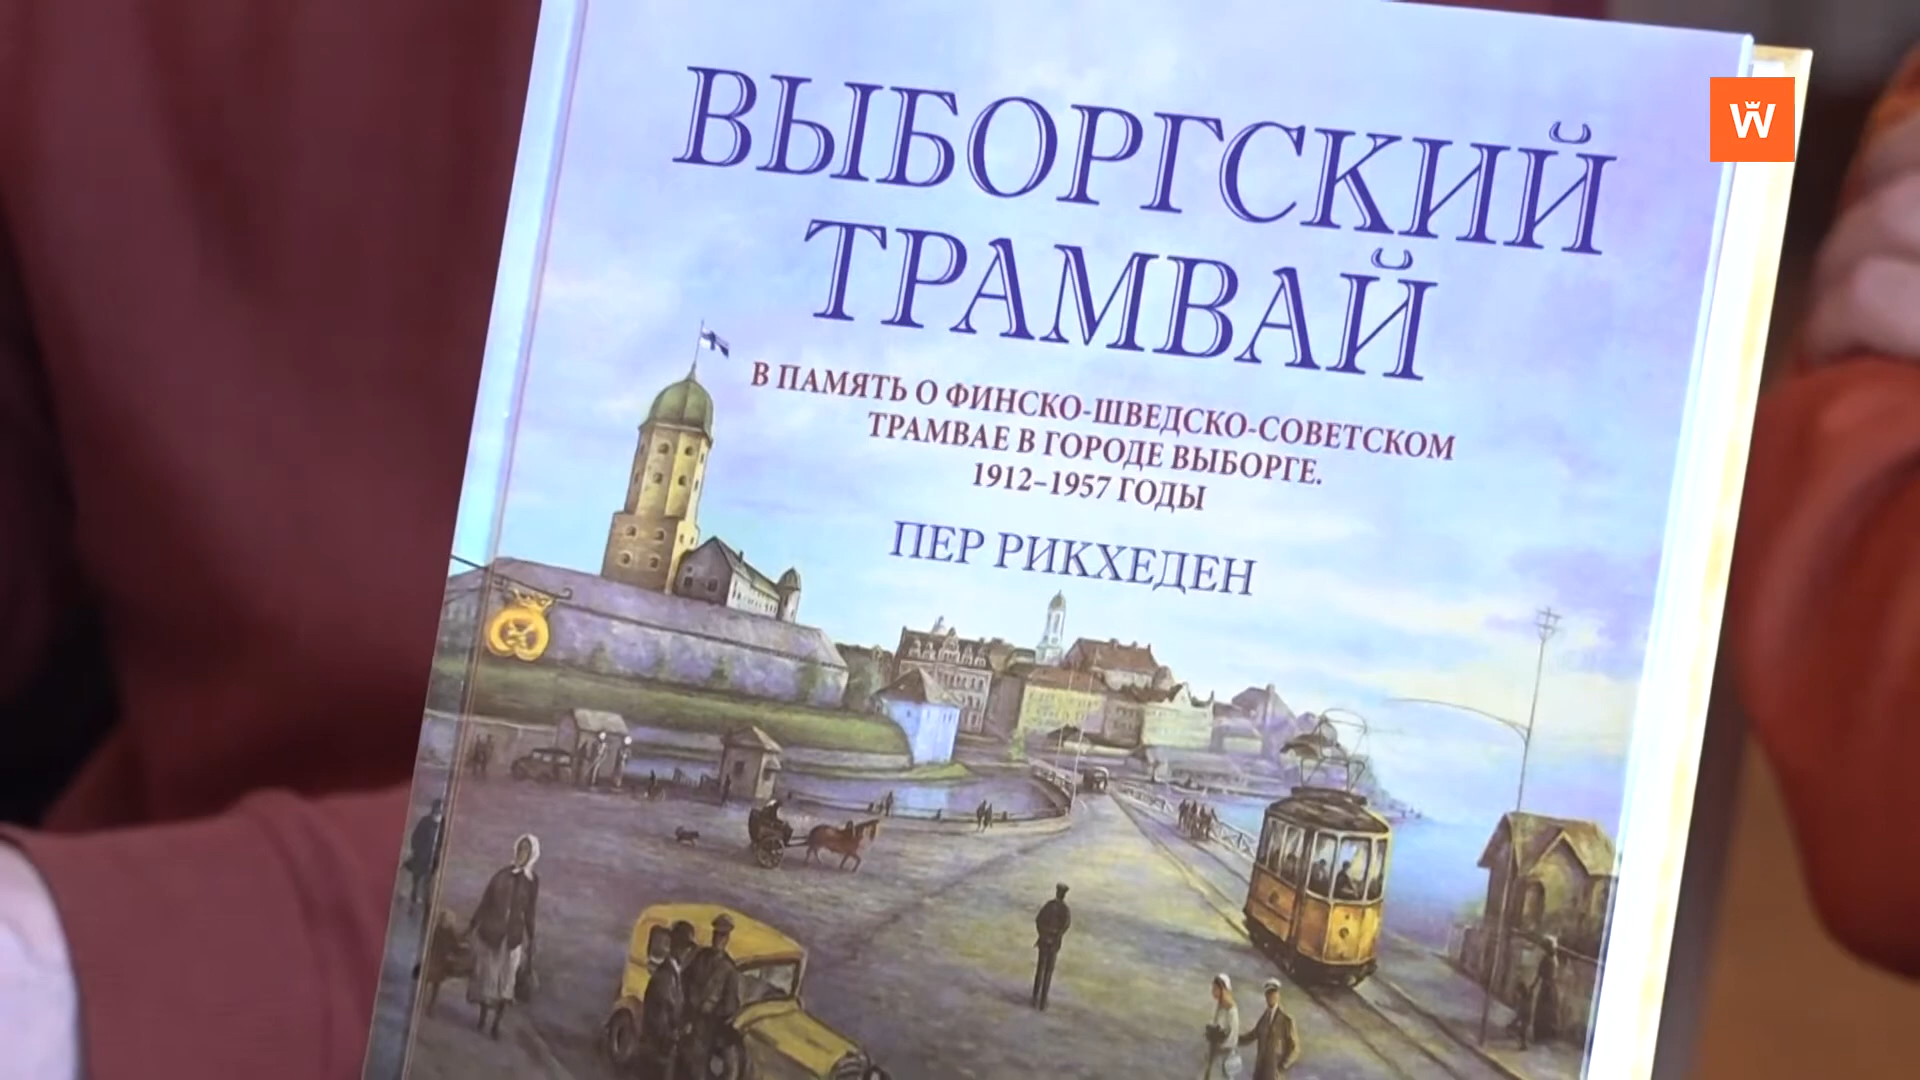 ВЫБОРГСКИЙ
ТРАМВАЙ
В ПАМЯТЬ О ФИНСКО-ШВЕДСКО-СОВЕТСКОМ
ТРАМВАЕ В ГОРОДЕ ВЫБОРГЕ.
1912–1957 ГОДЫ
ПЕР РИКХЕДЕН
W